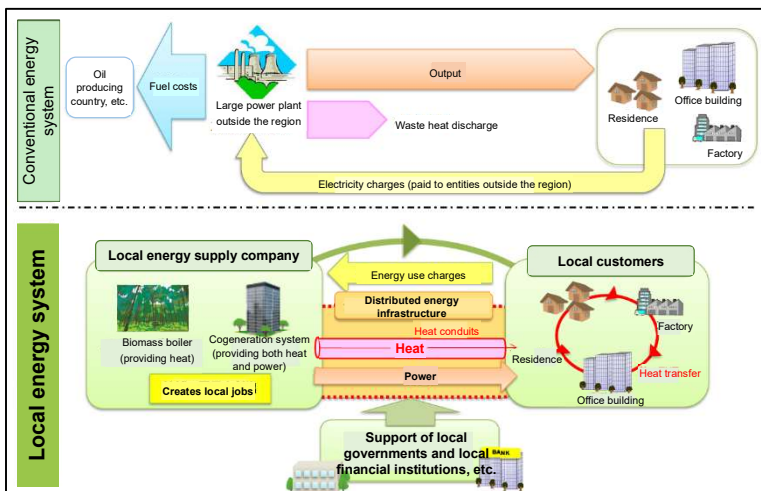 Conventional energy
system
Oil
producing
country, etc.
Fuel costs
Large power plant
outside the region
Output
Waste heat discharge
Residence
Office building
Factory
Electricity charges (paid to entities outside the region)
Local energy system
Local energy supply company
Biomass boiler
(providing heat)
Cogeneration system
(providing both heat
and power)
Creates local jobs
Energy use charges
Distributed energy
infrastructure
Heat conduits
Heat
Power
Local customers
Factory
Residence
Heat transfer
Office building
Support of local
governments and local
financial institutions, etc.
BANK